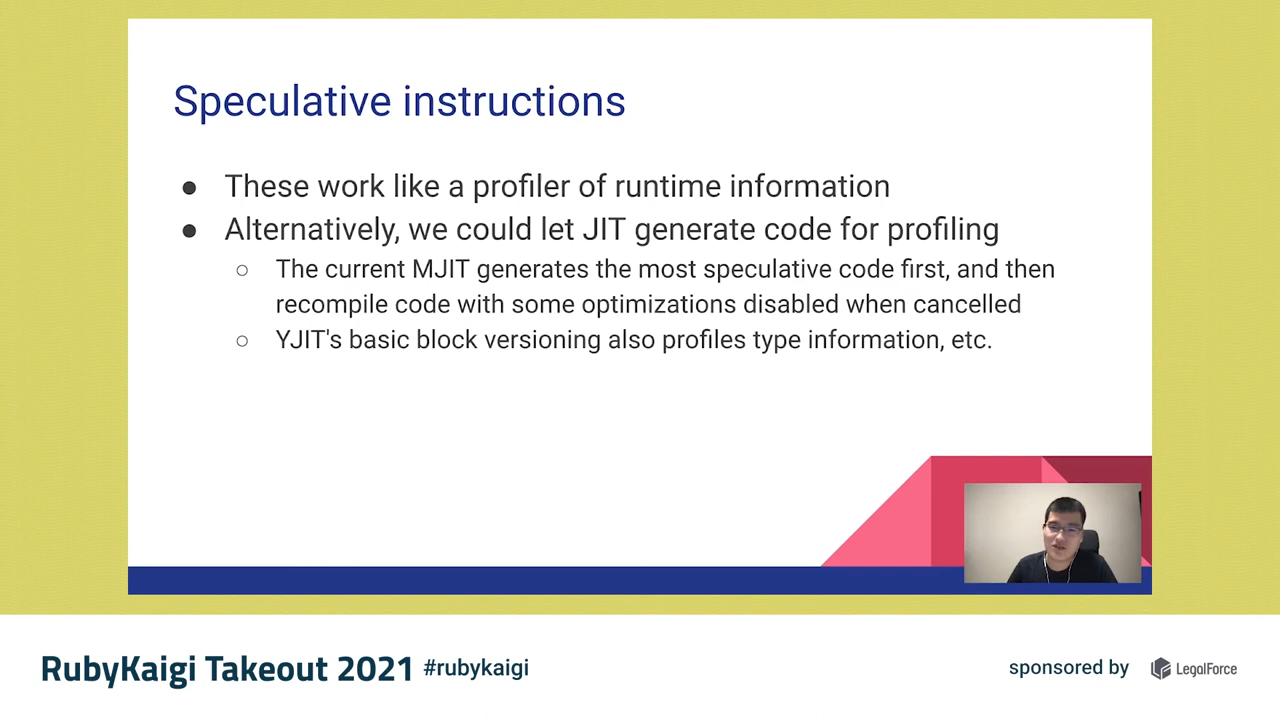 Speculative instructions
● These work like a profiler of runtime information
● Alternatively, we could let JIT generate code for profiling
○ The current MJIT generates the most speculative code first, and then
recompile code with some optimizations disabled when cancelled
○ YJIT's basic block versioning also profiles type information, etc.
RubyKaigi Takeout 2021 #rubykaigi
sponsored by LegalForce